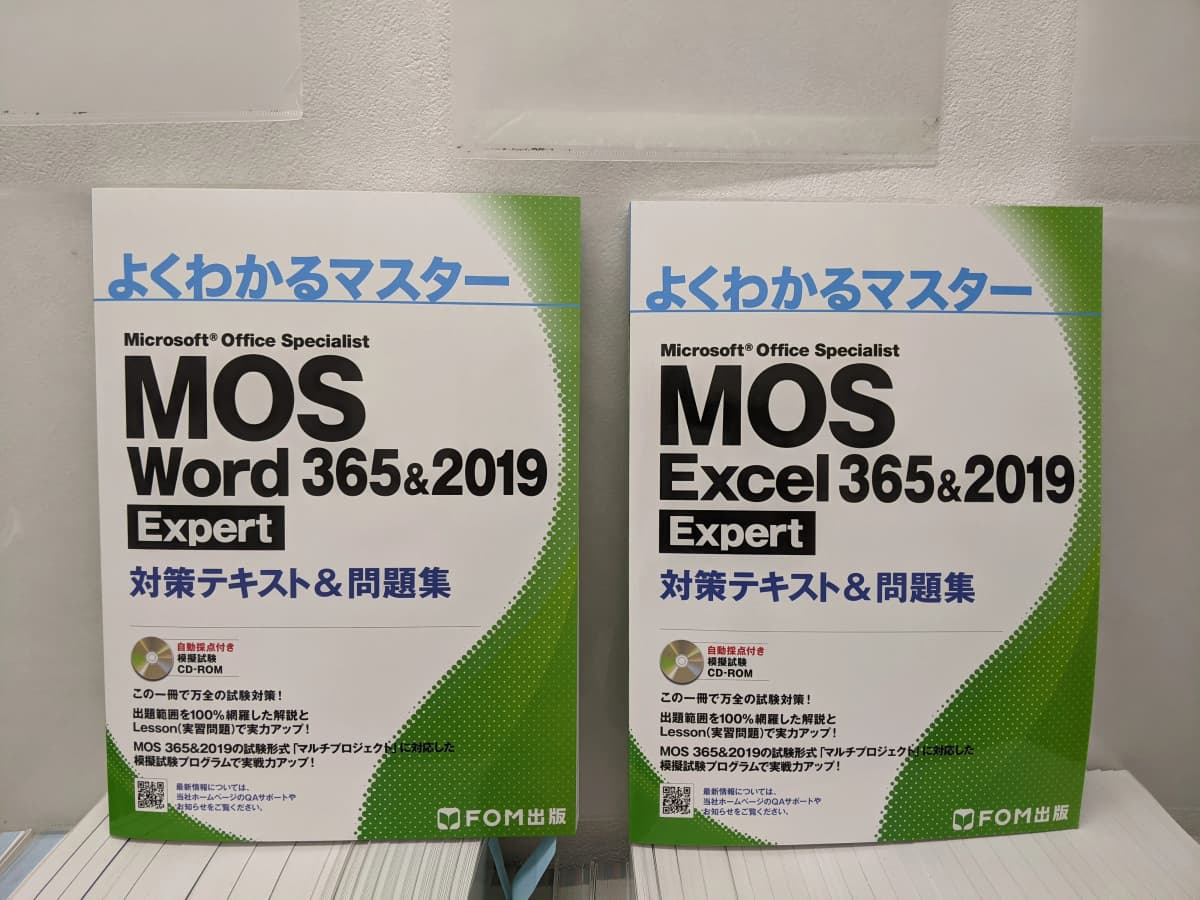 よくわかるマスター
Microsoft® Office Specialist
MOS
Word 365&2019
Expert
対策テキスト&問題集
自動採点付き
模擬試験
CD-ROM
この一冊で万全の試験対策!
出題範囲を100%網羅した解説と
Lesson(実習問題)で実力アップ!
MOS 365&2019の試験形式「マルチプロジェクト」に対応した
模擬試験プログラムで実戦力アップ!
最新情報については、
当社ホームページのQAサポートや
お知らせをご覧ください。
FOM出版
よくわかるマスター
Microsoft® Office Specialist
MOS
Excel 365&2019
Expert
対策テキスト&問題集
自動採点付き
模擬試験
CD-ROM
この一冊で万全の試験対策!
出題範囲を100%網羅した解説と
Lesson(実習問題)で実力アップ!
MOS 365&2019の試験形式「マルチプロジェクト」に対応した
模擬試験プログラムで実戦力アップ!
最新情報については、
当社ホームページのQAサポートや
お知らせをご覧ください。
FOM出版